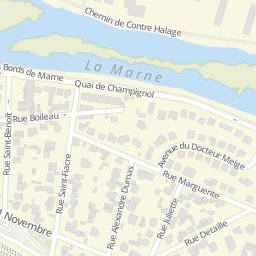 Chemin de Contre Halage
La Marne
s Bords de Marne
Quai de Champignol
Rue Boileau
Rue Saint-Benoit
Rue Saint-Fiacre
Avenue du Docteur Meige
Rue Marguerite
Rue Alexandre Dumas
Rue Juliette
Rue Detaille
Novembre